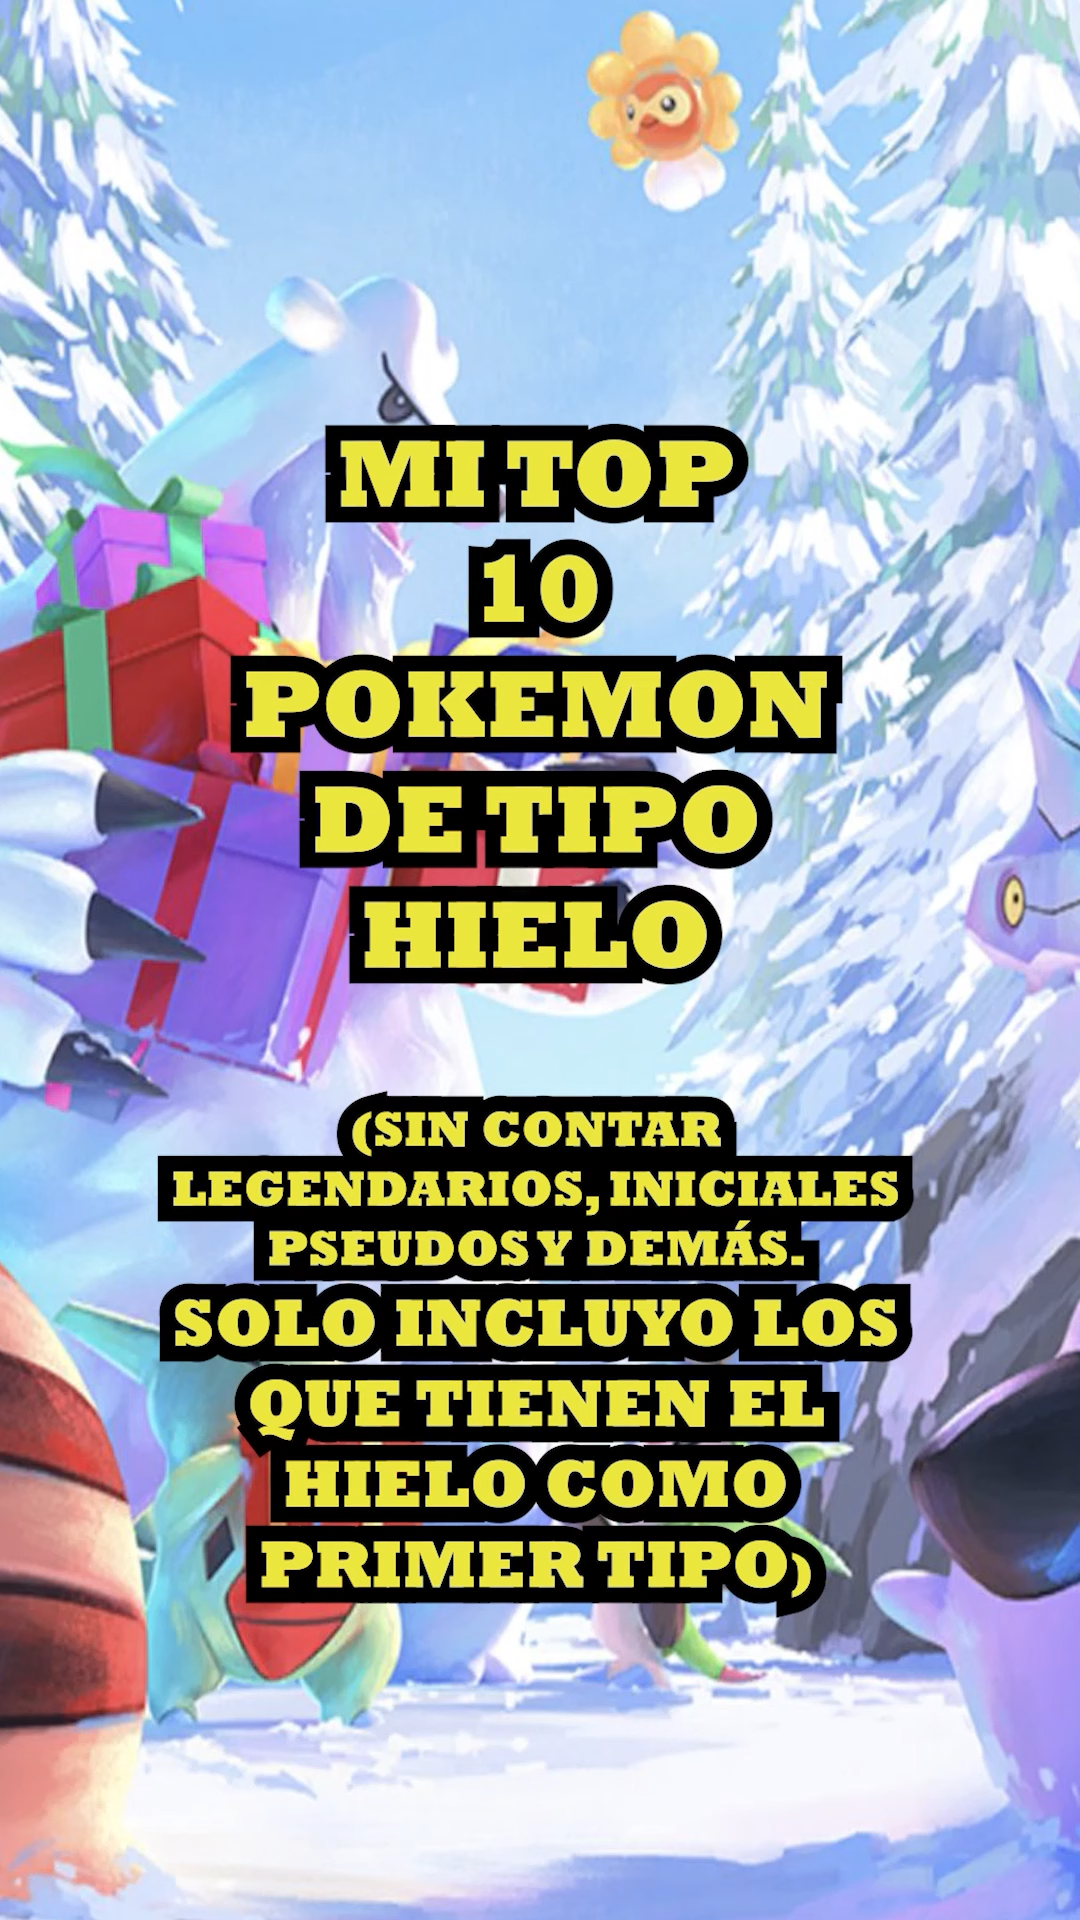 MI TOP
10
POKEMON
DE TIPO
HIELO
(SIN CONTAR
LEGENDARIOS, INICIALES
PSEUDOS Y DEMÁS.
SOLO INCLUYO LOS
QUE TIENEN EL
HIELO COMO
PRIMER TIPO)